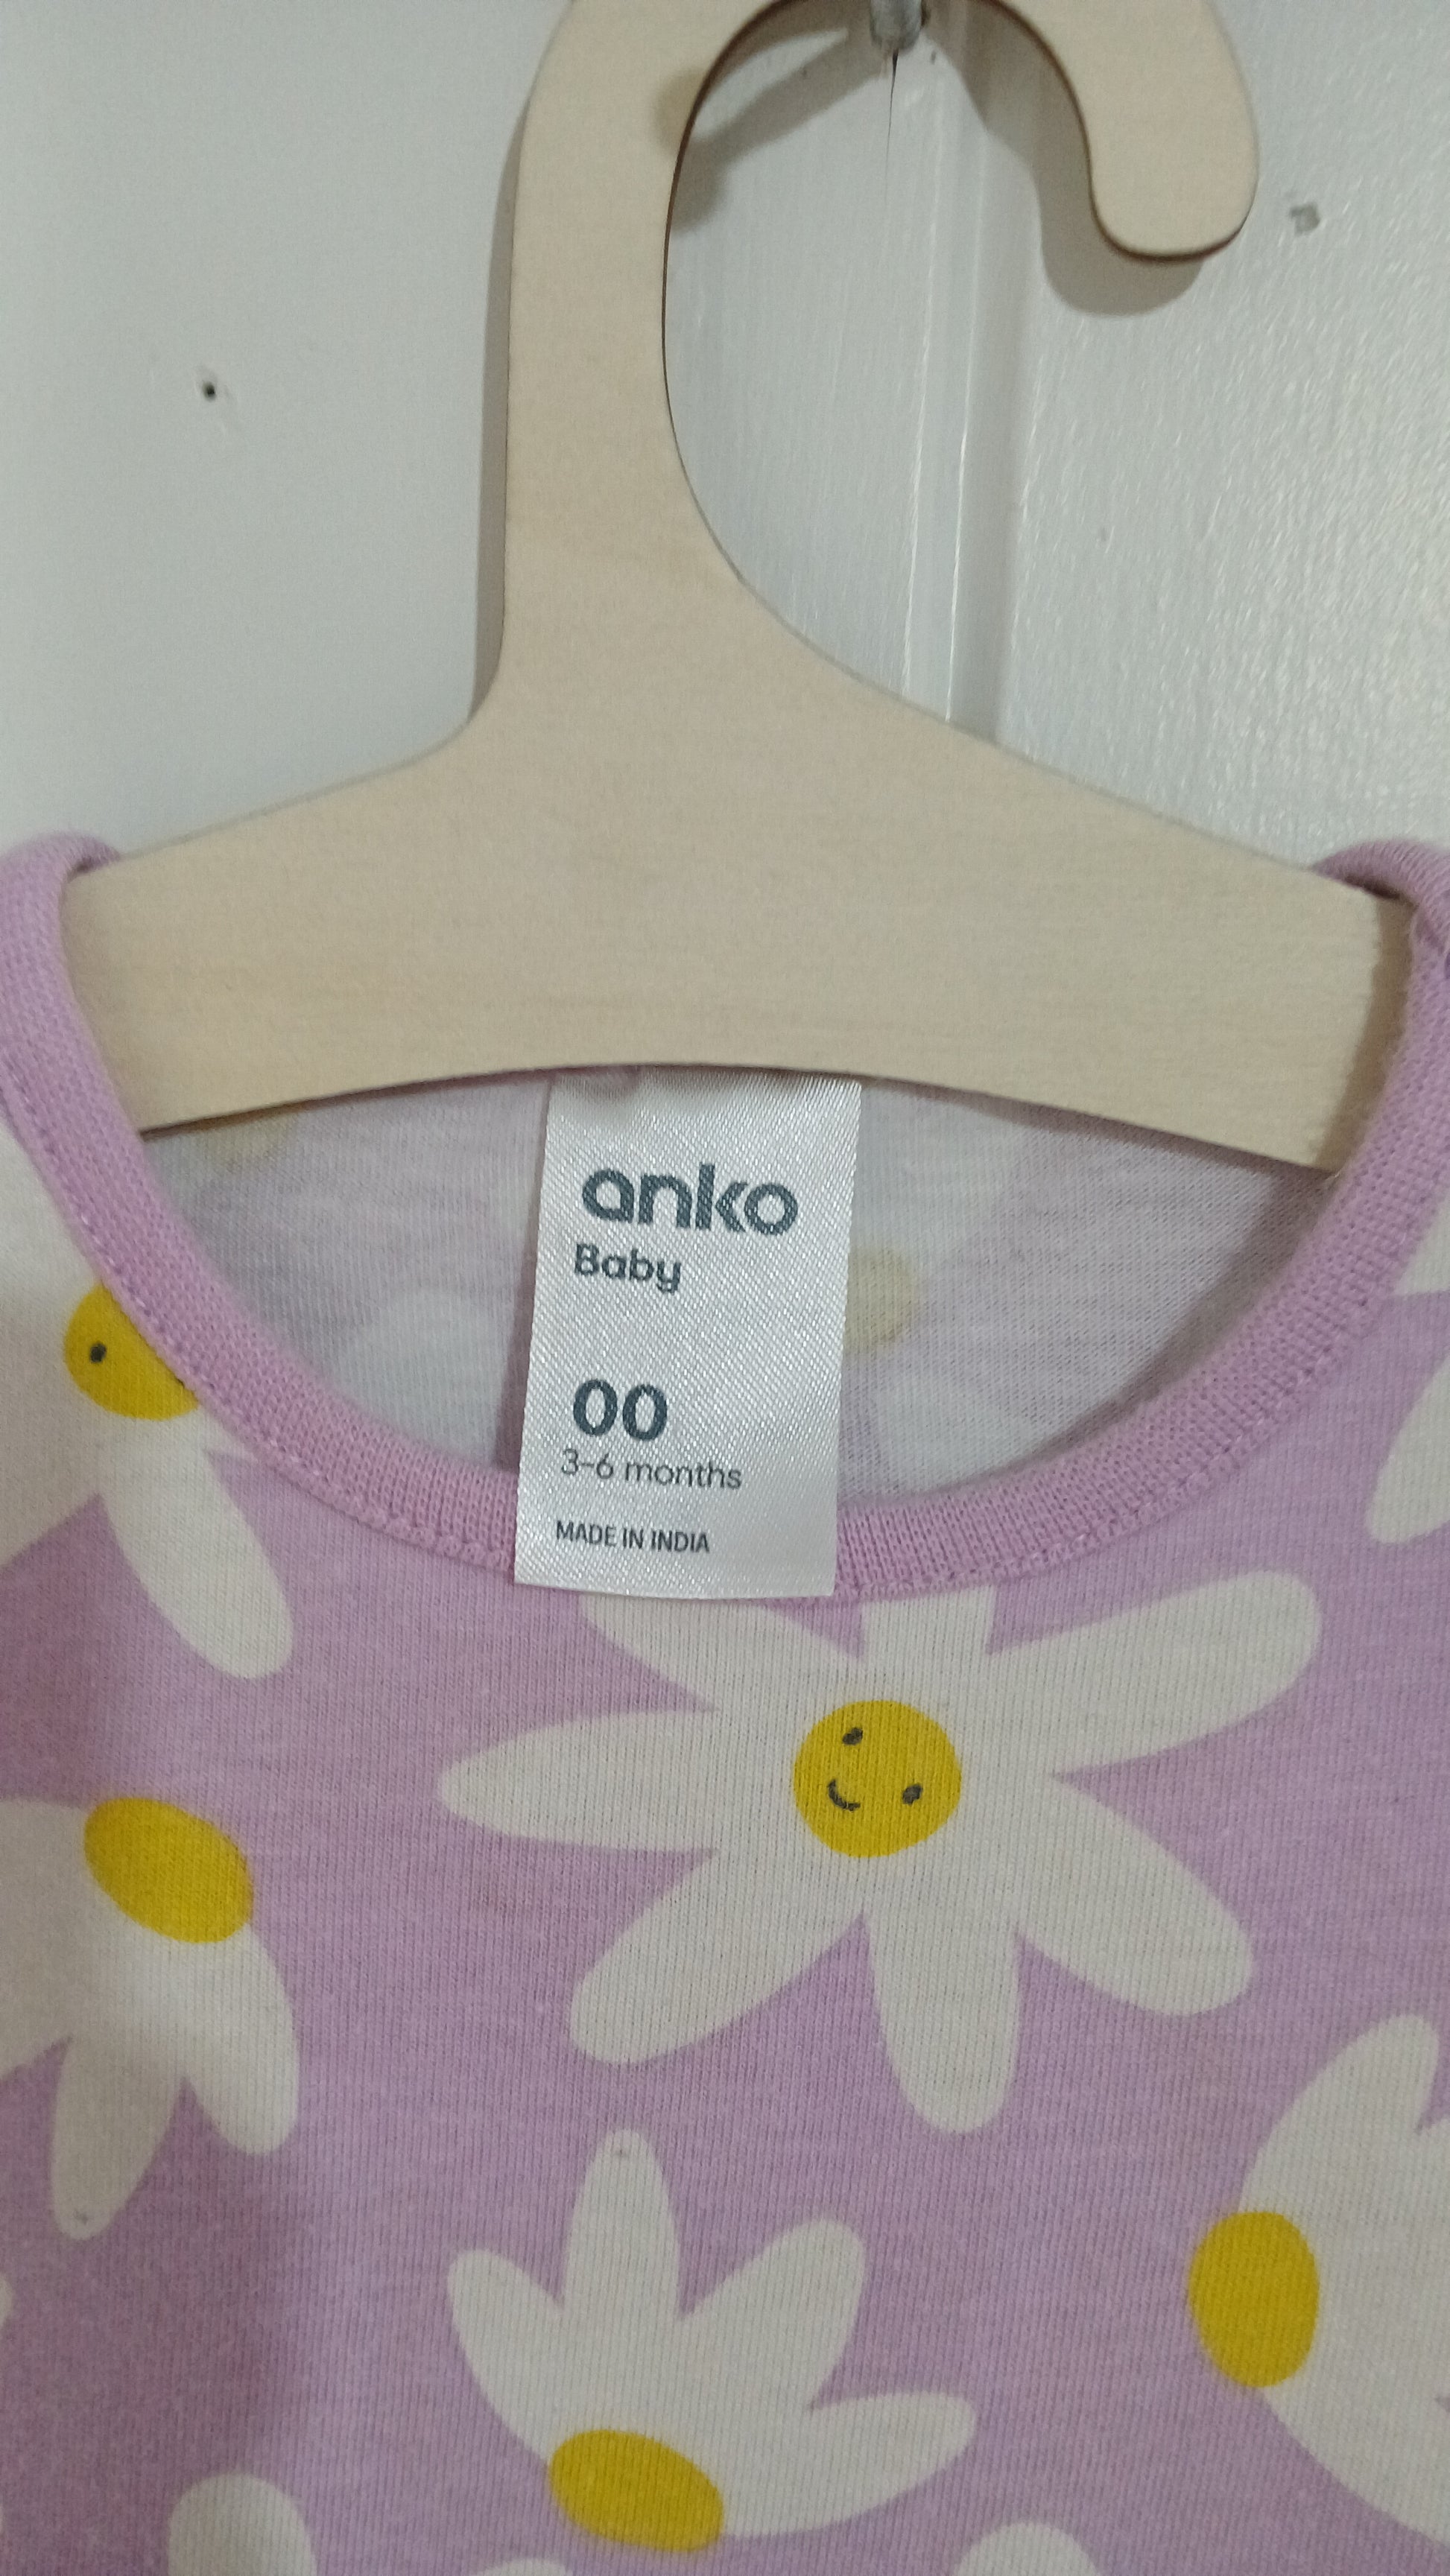 anko
Baby
00
3-6 months
MADE IN INDIA